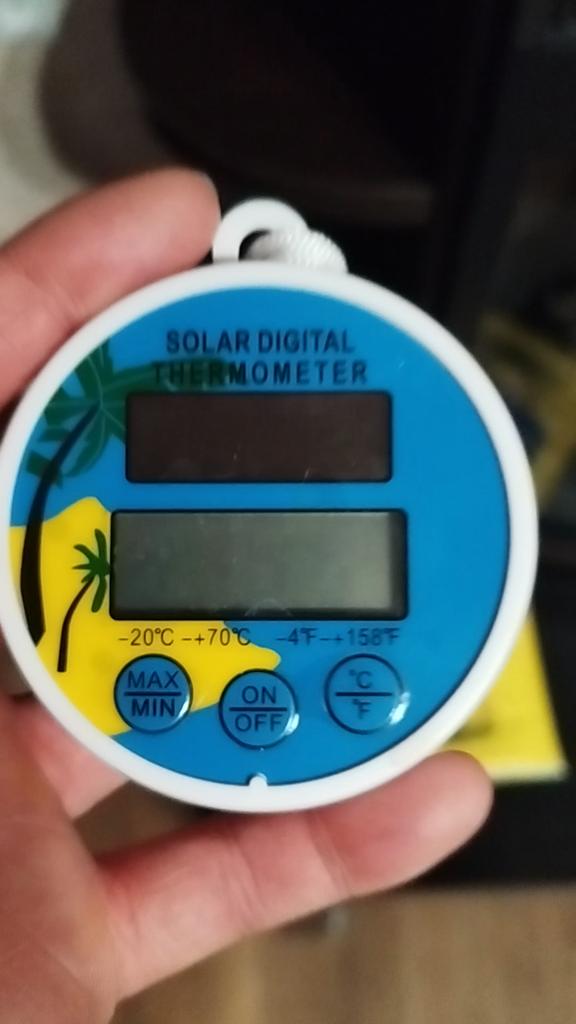 SOLAR DIGITAL
THERMOMETER
-20℃-+70℃ -4℉-+158℉
MAX
MIN
ON
OFF
℃
℉